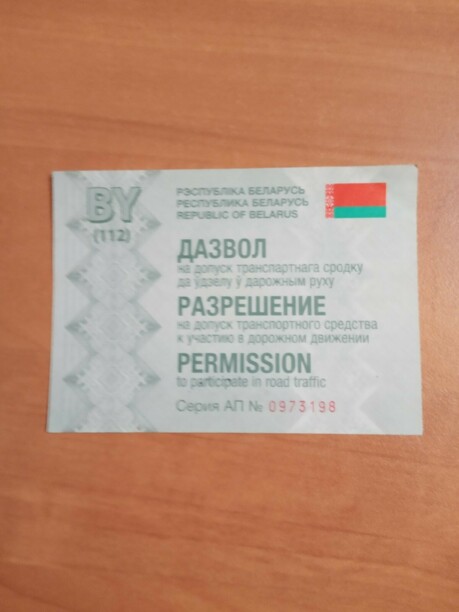 BY
(112)
РЭСПУБЛІКА БЕЛАРУСЬ
РЕСПУБЛИКА БЕЛАРУСЬ
REPUBLIC OF BELARUS
ДАЗВОЛ
на допуск транспартнага сродку
да ўдзелу ў дарожным руху
РАЗРЕШЕНИЕ
на допуск транспортного средства
к участию в дорожном движении
PERMISSION
to participate in road traffic
Серия АП № 0973198